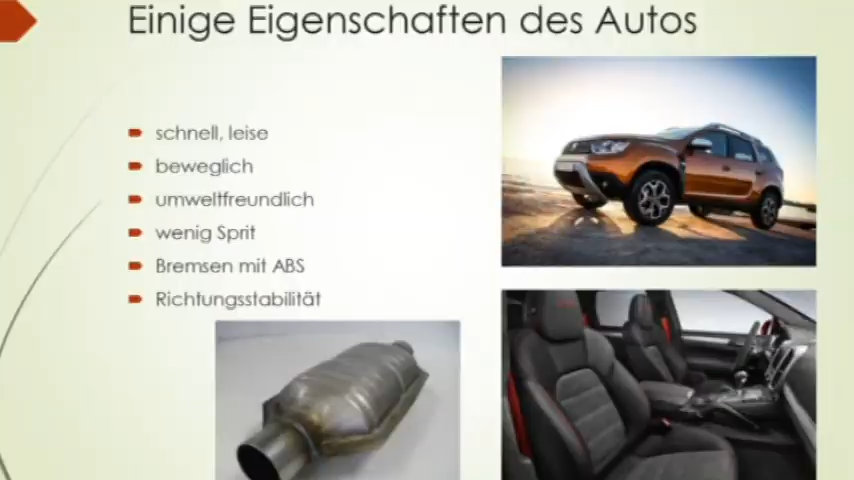 Einige Eigenschaften des Autos
schnell, leise
beweglich
umweltfreundlich
wenig Sprit
Bremsen mit ABS
Richtungsstabilität